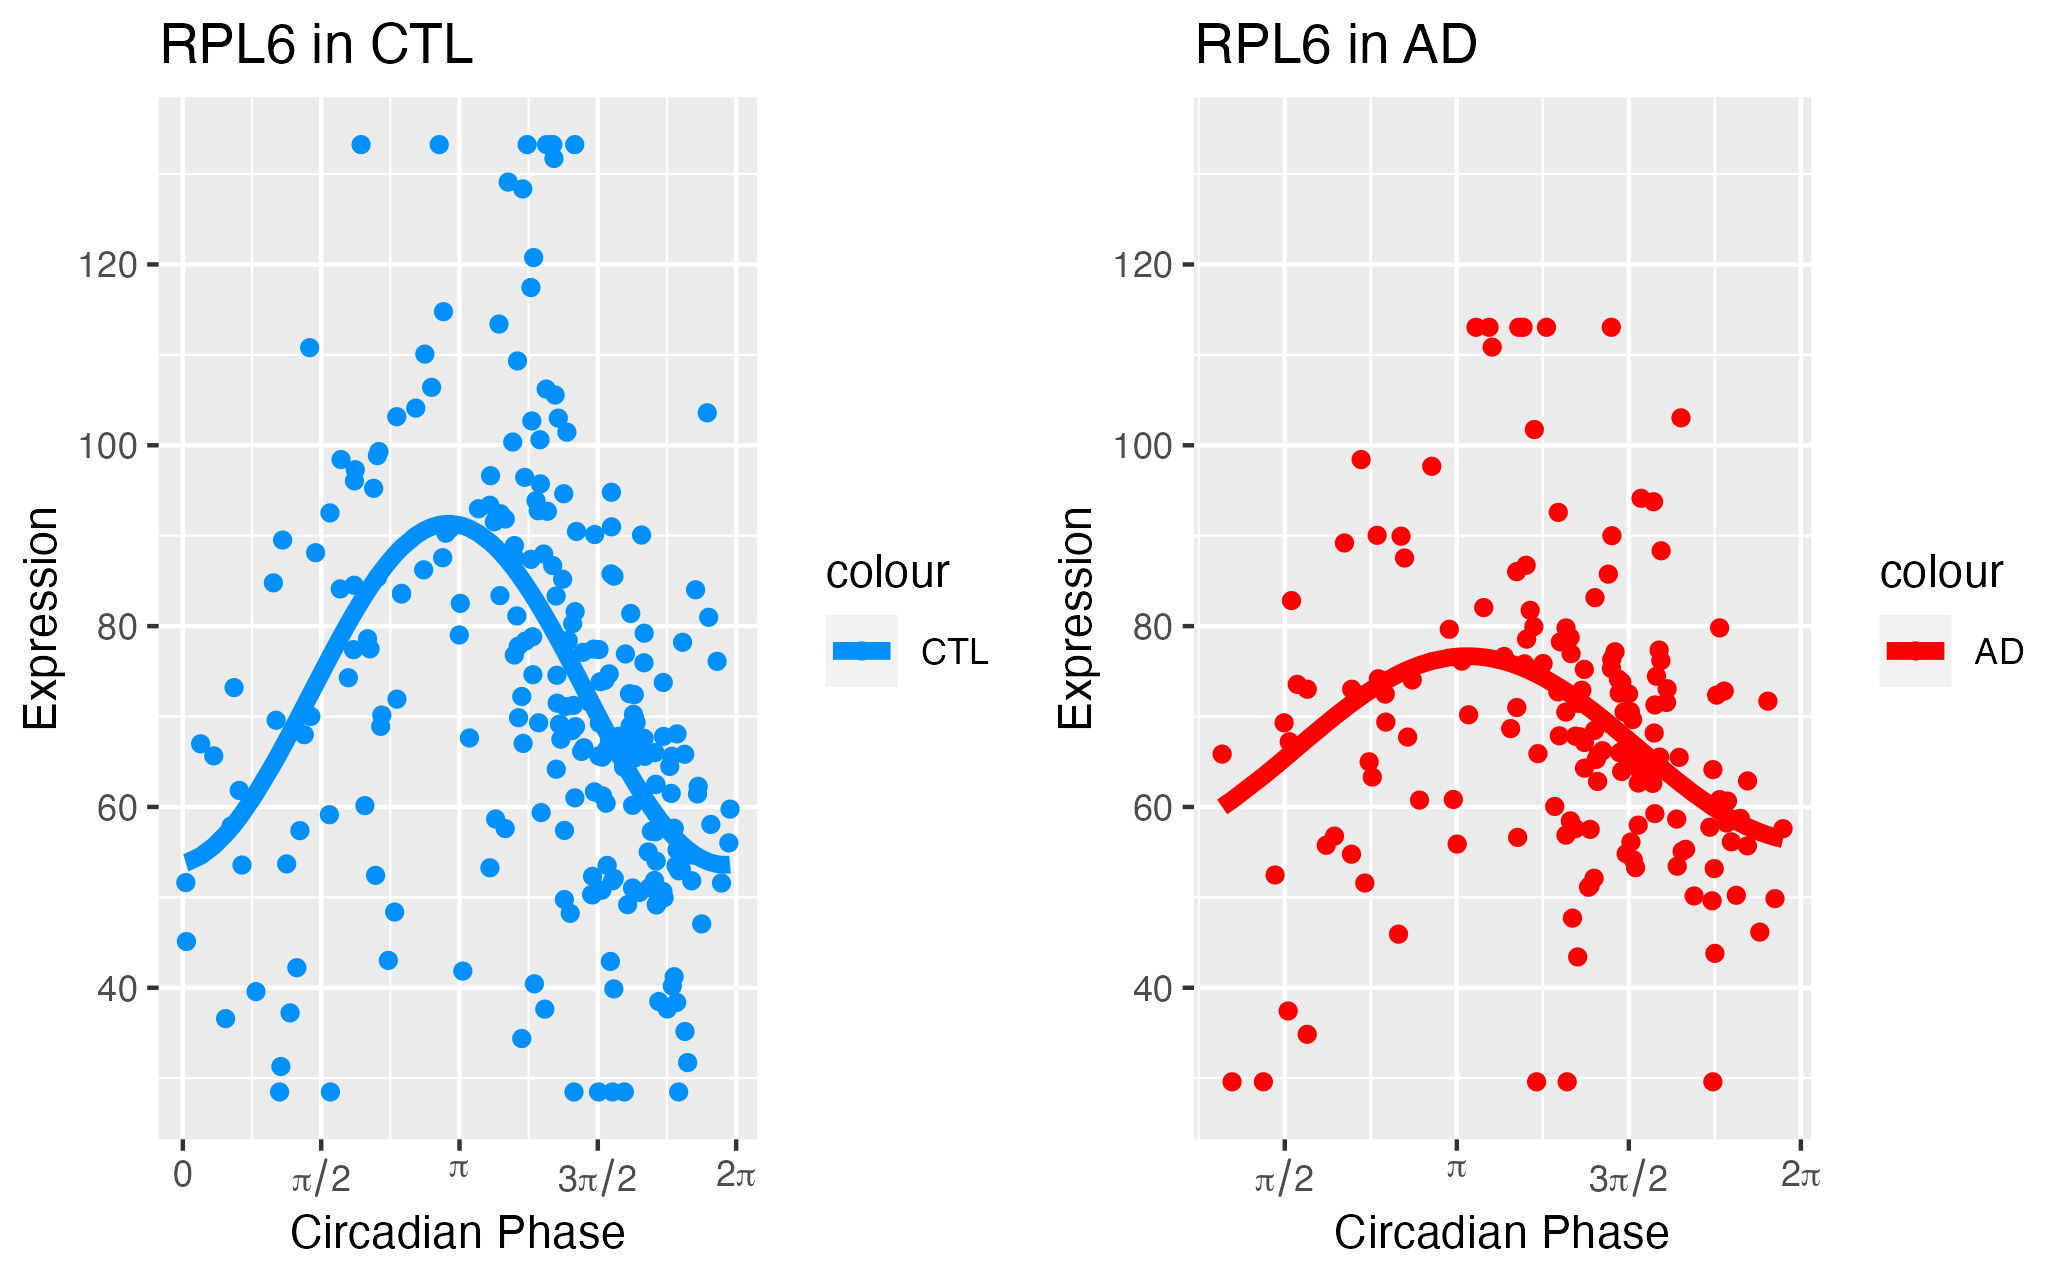 RPL6 in CTL
Expression
120
100
80
60
40
0
π/2
π
3π/2
2π
Circadian Phase
colour
CTL
RPL6 in AD
Expression
120
100
80
60
40
π/2
π
3π/2
2π
Circadian Phase
colour
AD